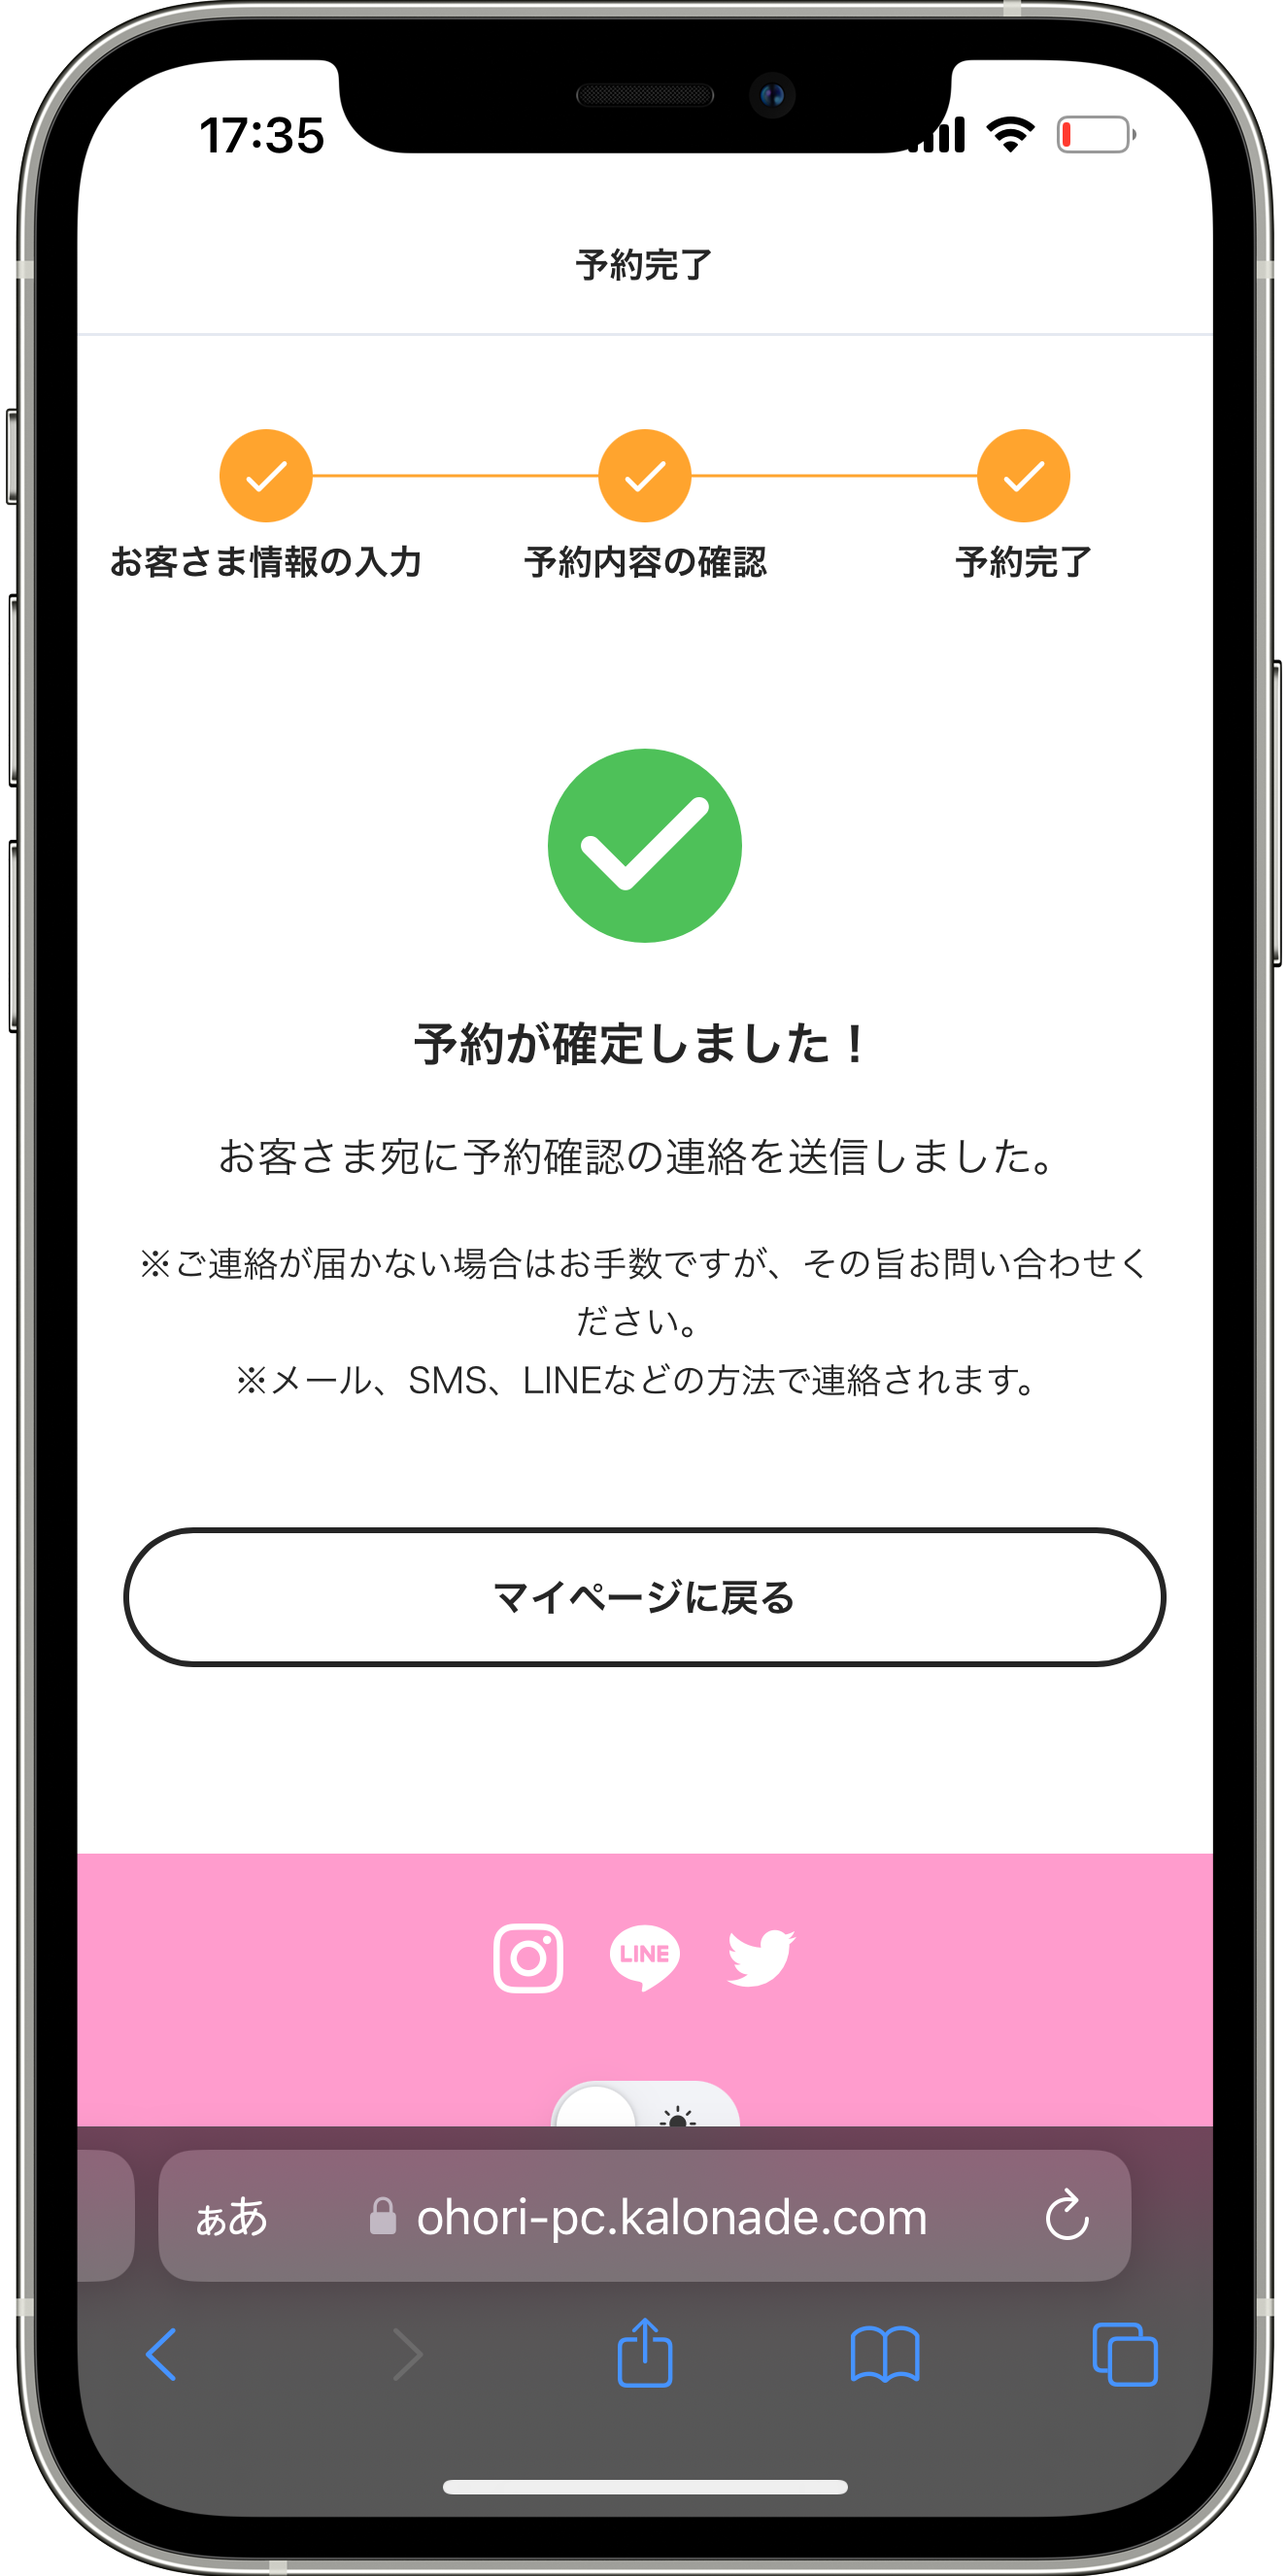 17:35
予約完了
お客さま情報の入力
予約内容の確認
予約完了
予約が確定しました！
お客さま宛に予約確認の連絡を送信しました。
※ご連絡が届かない場合はお手数ですが、その旨お問い合わせく
ださい。
※メール、SMS、LINEなどの方法で連絡されます。
マイページに戻る
LINE
ぁあ ohori-pc.kalonade.com